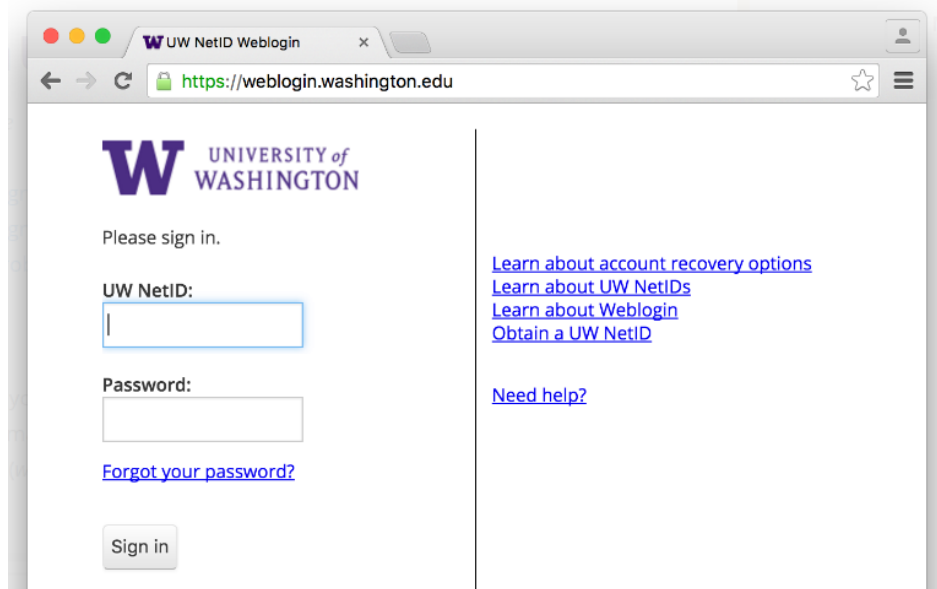 UW NetID Weblogin
https://weblogin.washington.edu
W UNIVERSITY of
WASHINGTON
Please sign in.
UW NetID:
Password:
Forgot your password?
Sign in
Learn about account recovery options
Learn about UW NetIDs
Learn about Weblogin
Obtain a UW NetID
Need help?